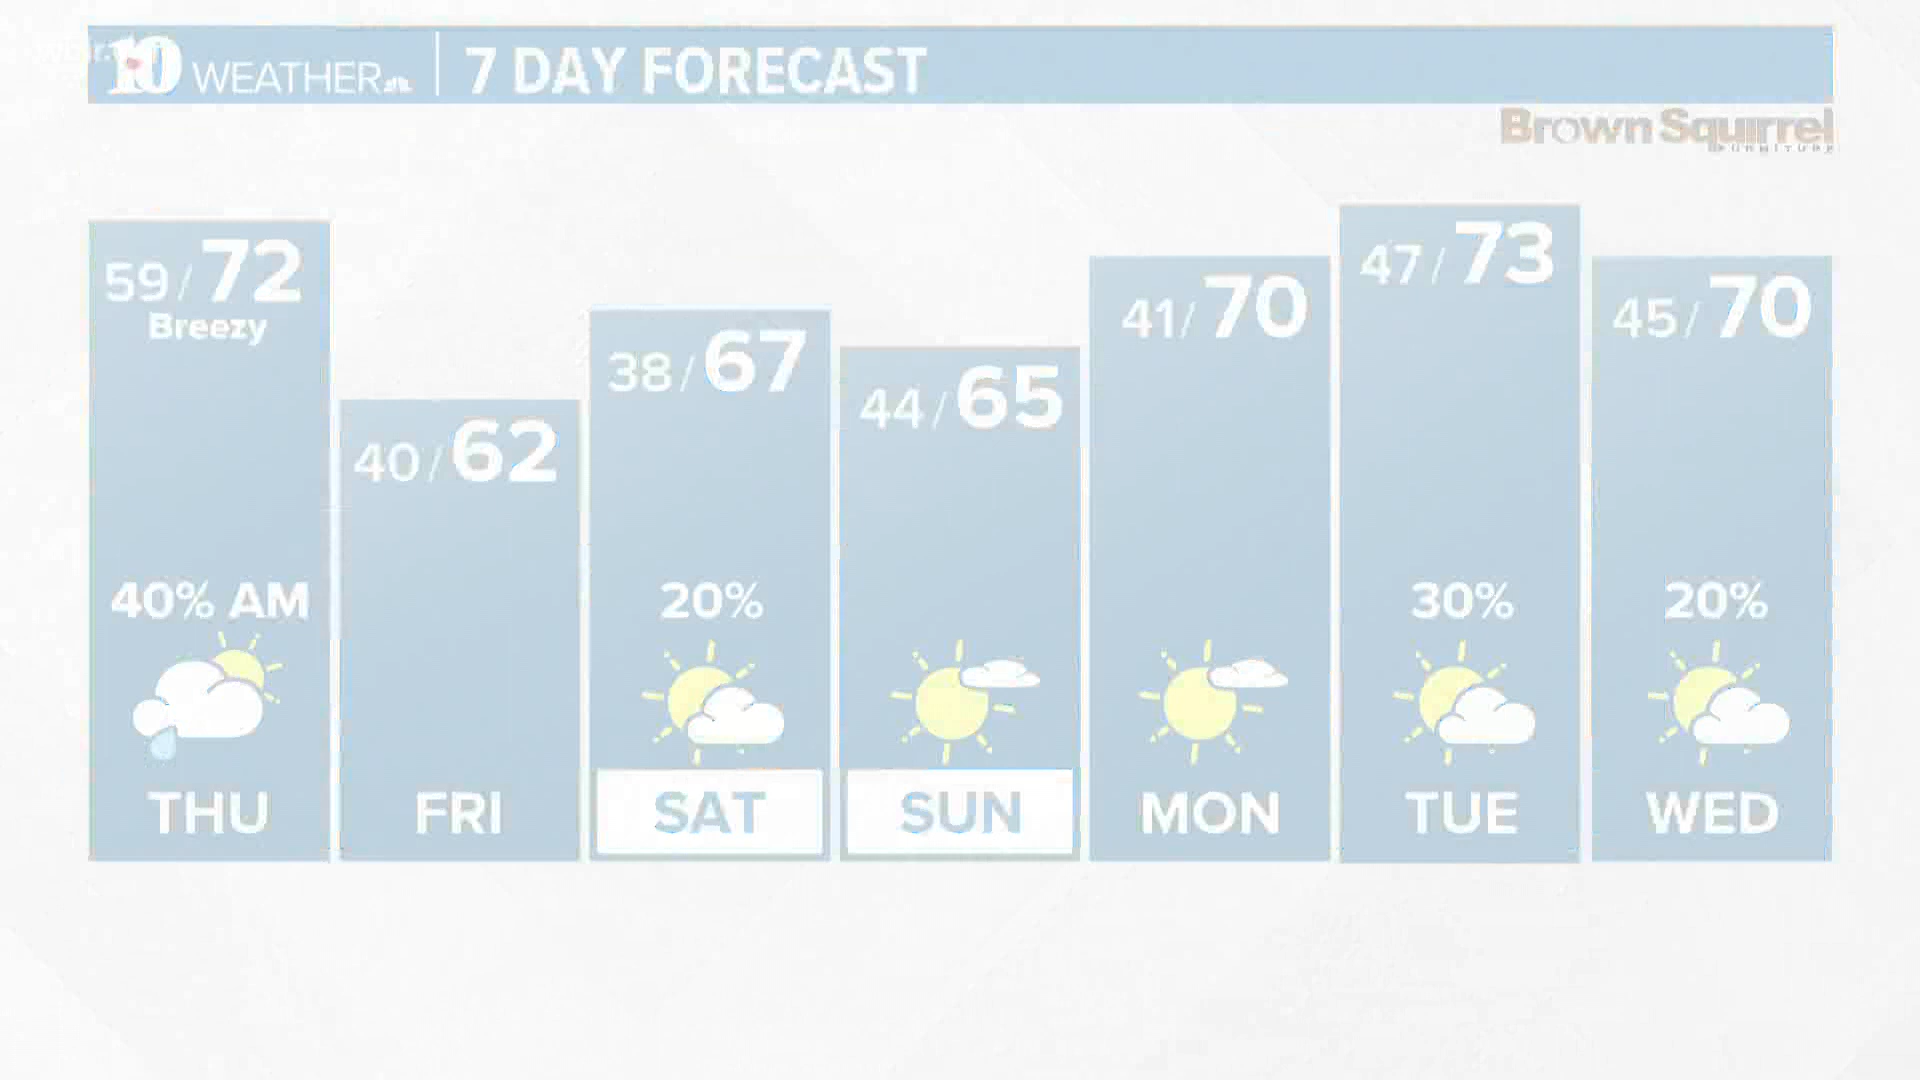 10 WEATHER
7 DAY FORECAST
Brown Squirrel
FURNITURE
59/72
Breezy
40% AM
THU
40/62
FRI
38/67
20%
SAT
44/65
SUN
41/70
MON
47/73
30%
TUE
45/70
20%
WED